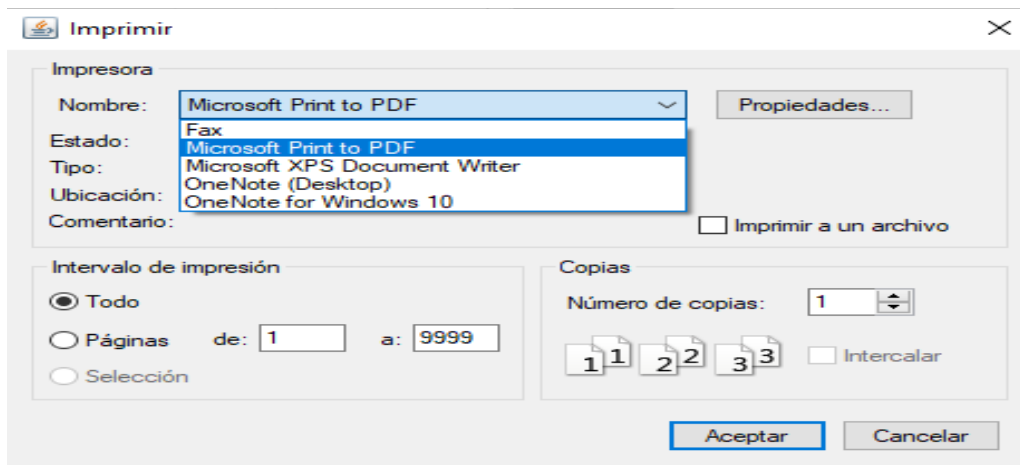 Imprimir
Impresora
Nombre: Microsoft Print to PDF Propiedades...
Fax
Estado: Microsoft Print to PDF
Tipo: Microsoft XPS Document Writer
OneNote (Desktop)
Ubicación: OneNote for Windows 10
Comentario: Imprimir a un archivo
Intervalo de impresión
Todo
Páginas de: 1 a: 9999
Selección
Copias
Número de copias: 1
1 1 2 2 3 3 Intercalar
Aceptar Cancelar